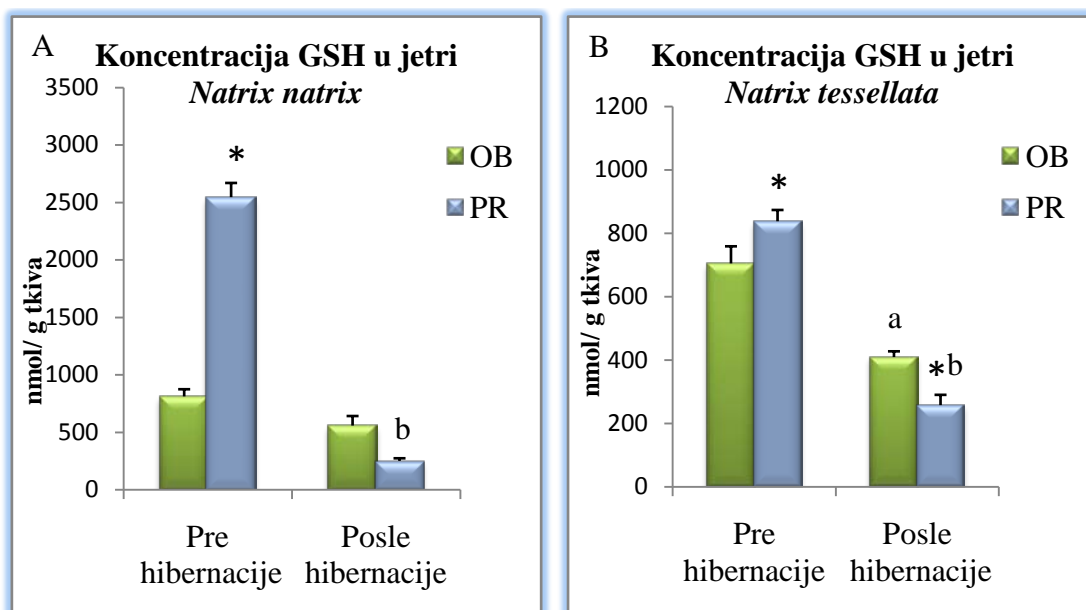 A
Koncentracija GSH u jetri
Natrix natrix
3500
3000
2500
2000
1500
1000
500
0
nmol/ g tkiva
*
b
OB
PR
Pre
hibernacije
Posle
hibernacije
B
Koncentracija GSH u jetri
Natrix tessellata
1200
1000
800
600
400
200
0
nmol/ g tkiva
*
a
*b
OB
PR
Pre
hibernacije
Posle
hibernacije